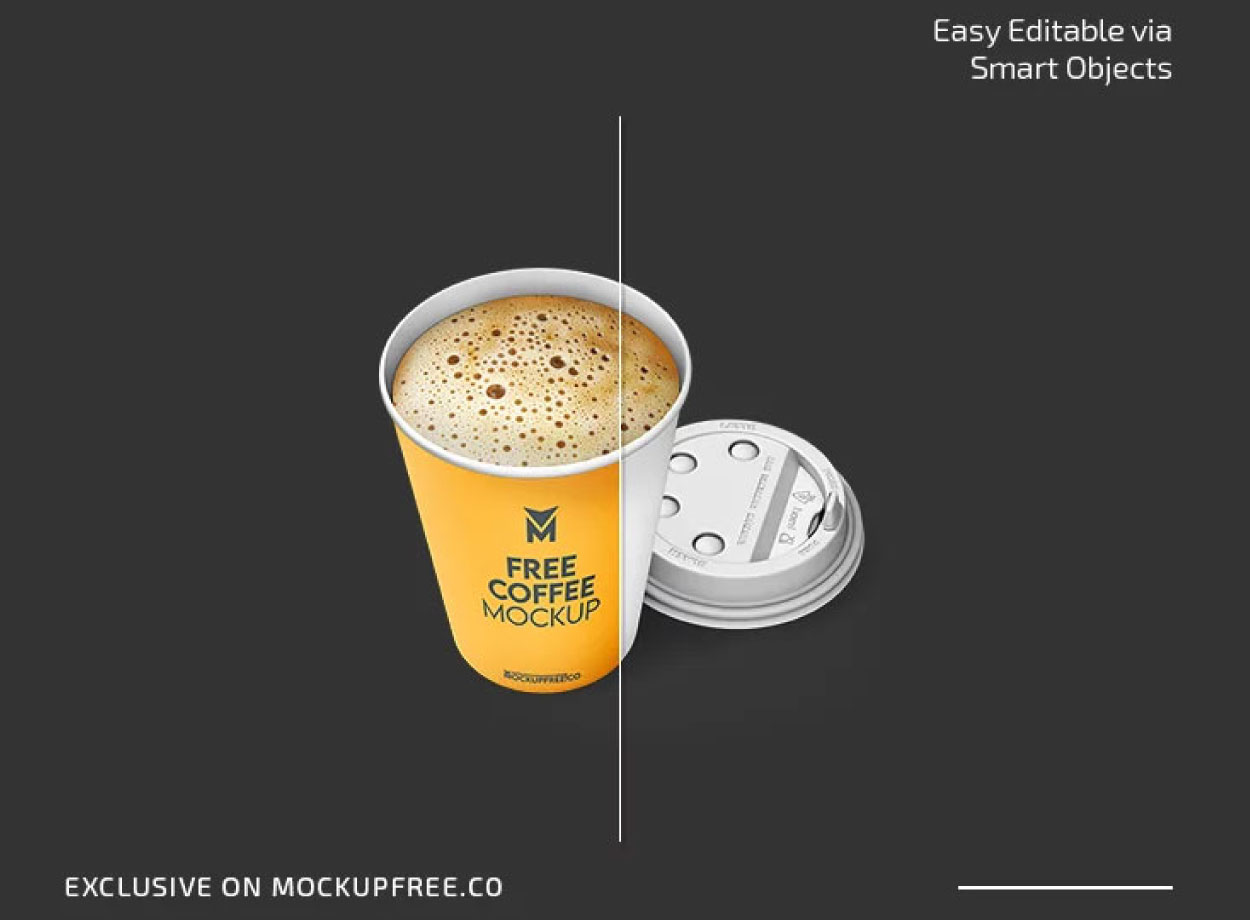 Easy Editable via
Smart Objects
M
FREE
COFFEE
MOCKUP
MOCKUPFREE.CO
EXCLUSIVE ON MOCKUPFREE.CO